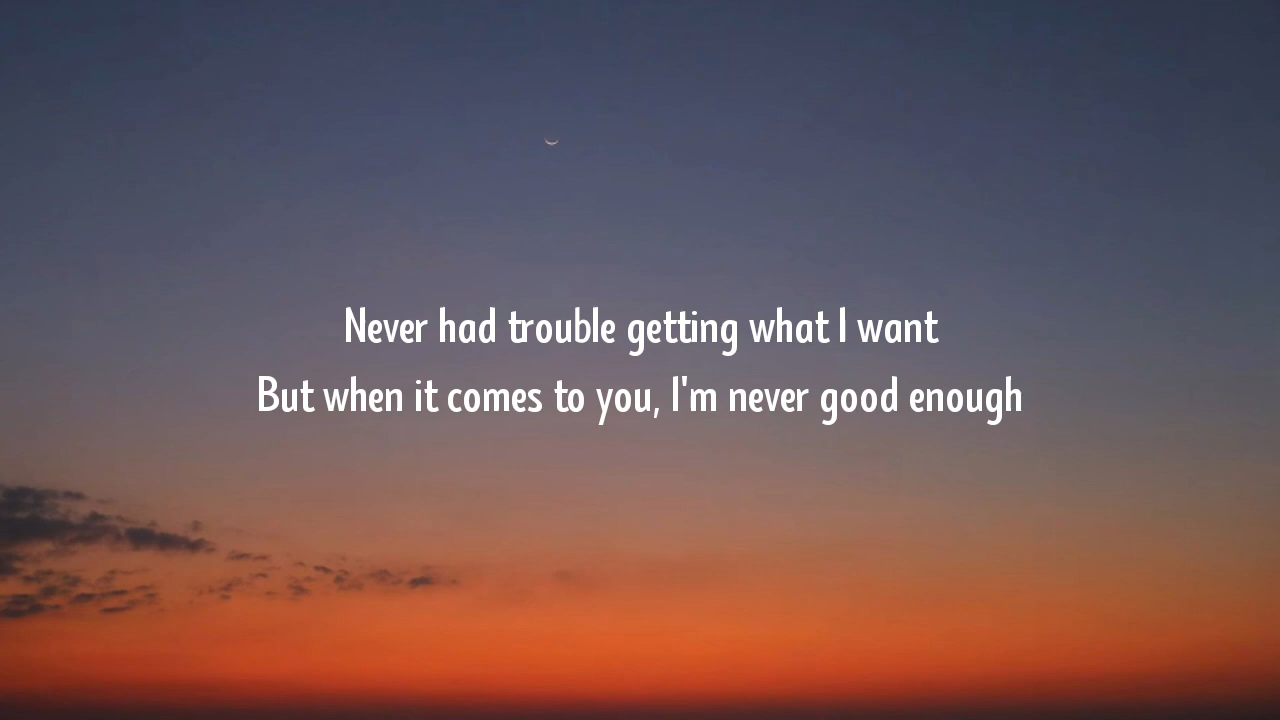 Never had trouble getting what I want
But when it comes to you, I'm never good enough